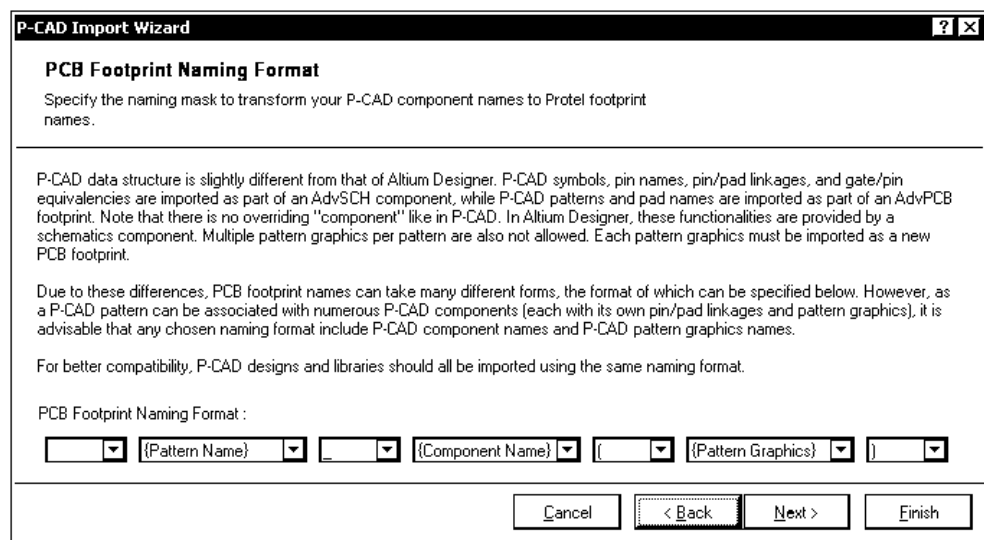 P-CAD Import Wizard ? X
PCB Footprint Naming Format
Specify the naming mask to transform your P-CAD component names to Protel footprint
names.
P-CAD data structure is slightly different from that of Altium Designer. P-CAD symbols, pin names, pin/pad linkages, and gate/pin
equivalencies are imported as part of an AdvSCH component, while P-CAD patterns and pad names are imported as part of an AdvPCB
footprint. Note that there is no overriding "component" like in P-CAD. In Altium Designer, these functionalities are provided by a
schematics component. Multiple pattern graphics per pattern are also not allowed. Each pattern graphics must be imported as a new
PCB footprint.
Due to these differences, PCB footprint names can take many different forms, the format of which can be specified below. However, as
a P-CAD pattern can be associated with numerous P-CAD components (each with its own pin/pad linkages and pattern graphics), it is
advisable that any chosen naming format include P-CAD component names and P-CAD pattern graphics names.
For better compatibility, P-CAD designs and libraries should all be imported using the same naming format.
PCB Footprint Naming Format :
{Pattern Name} _ {Component Name} ( {Pattern Graphics} )
Cancel < Back Next > Finish